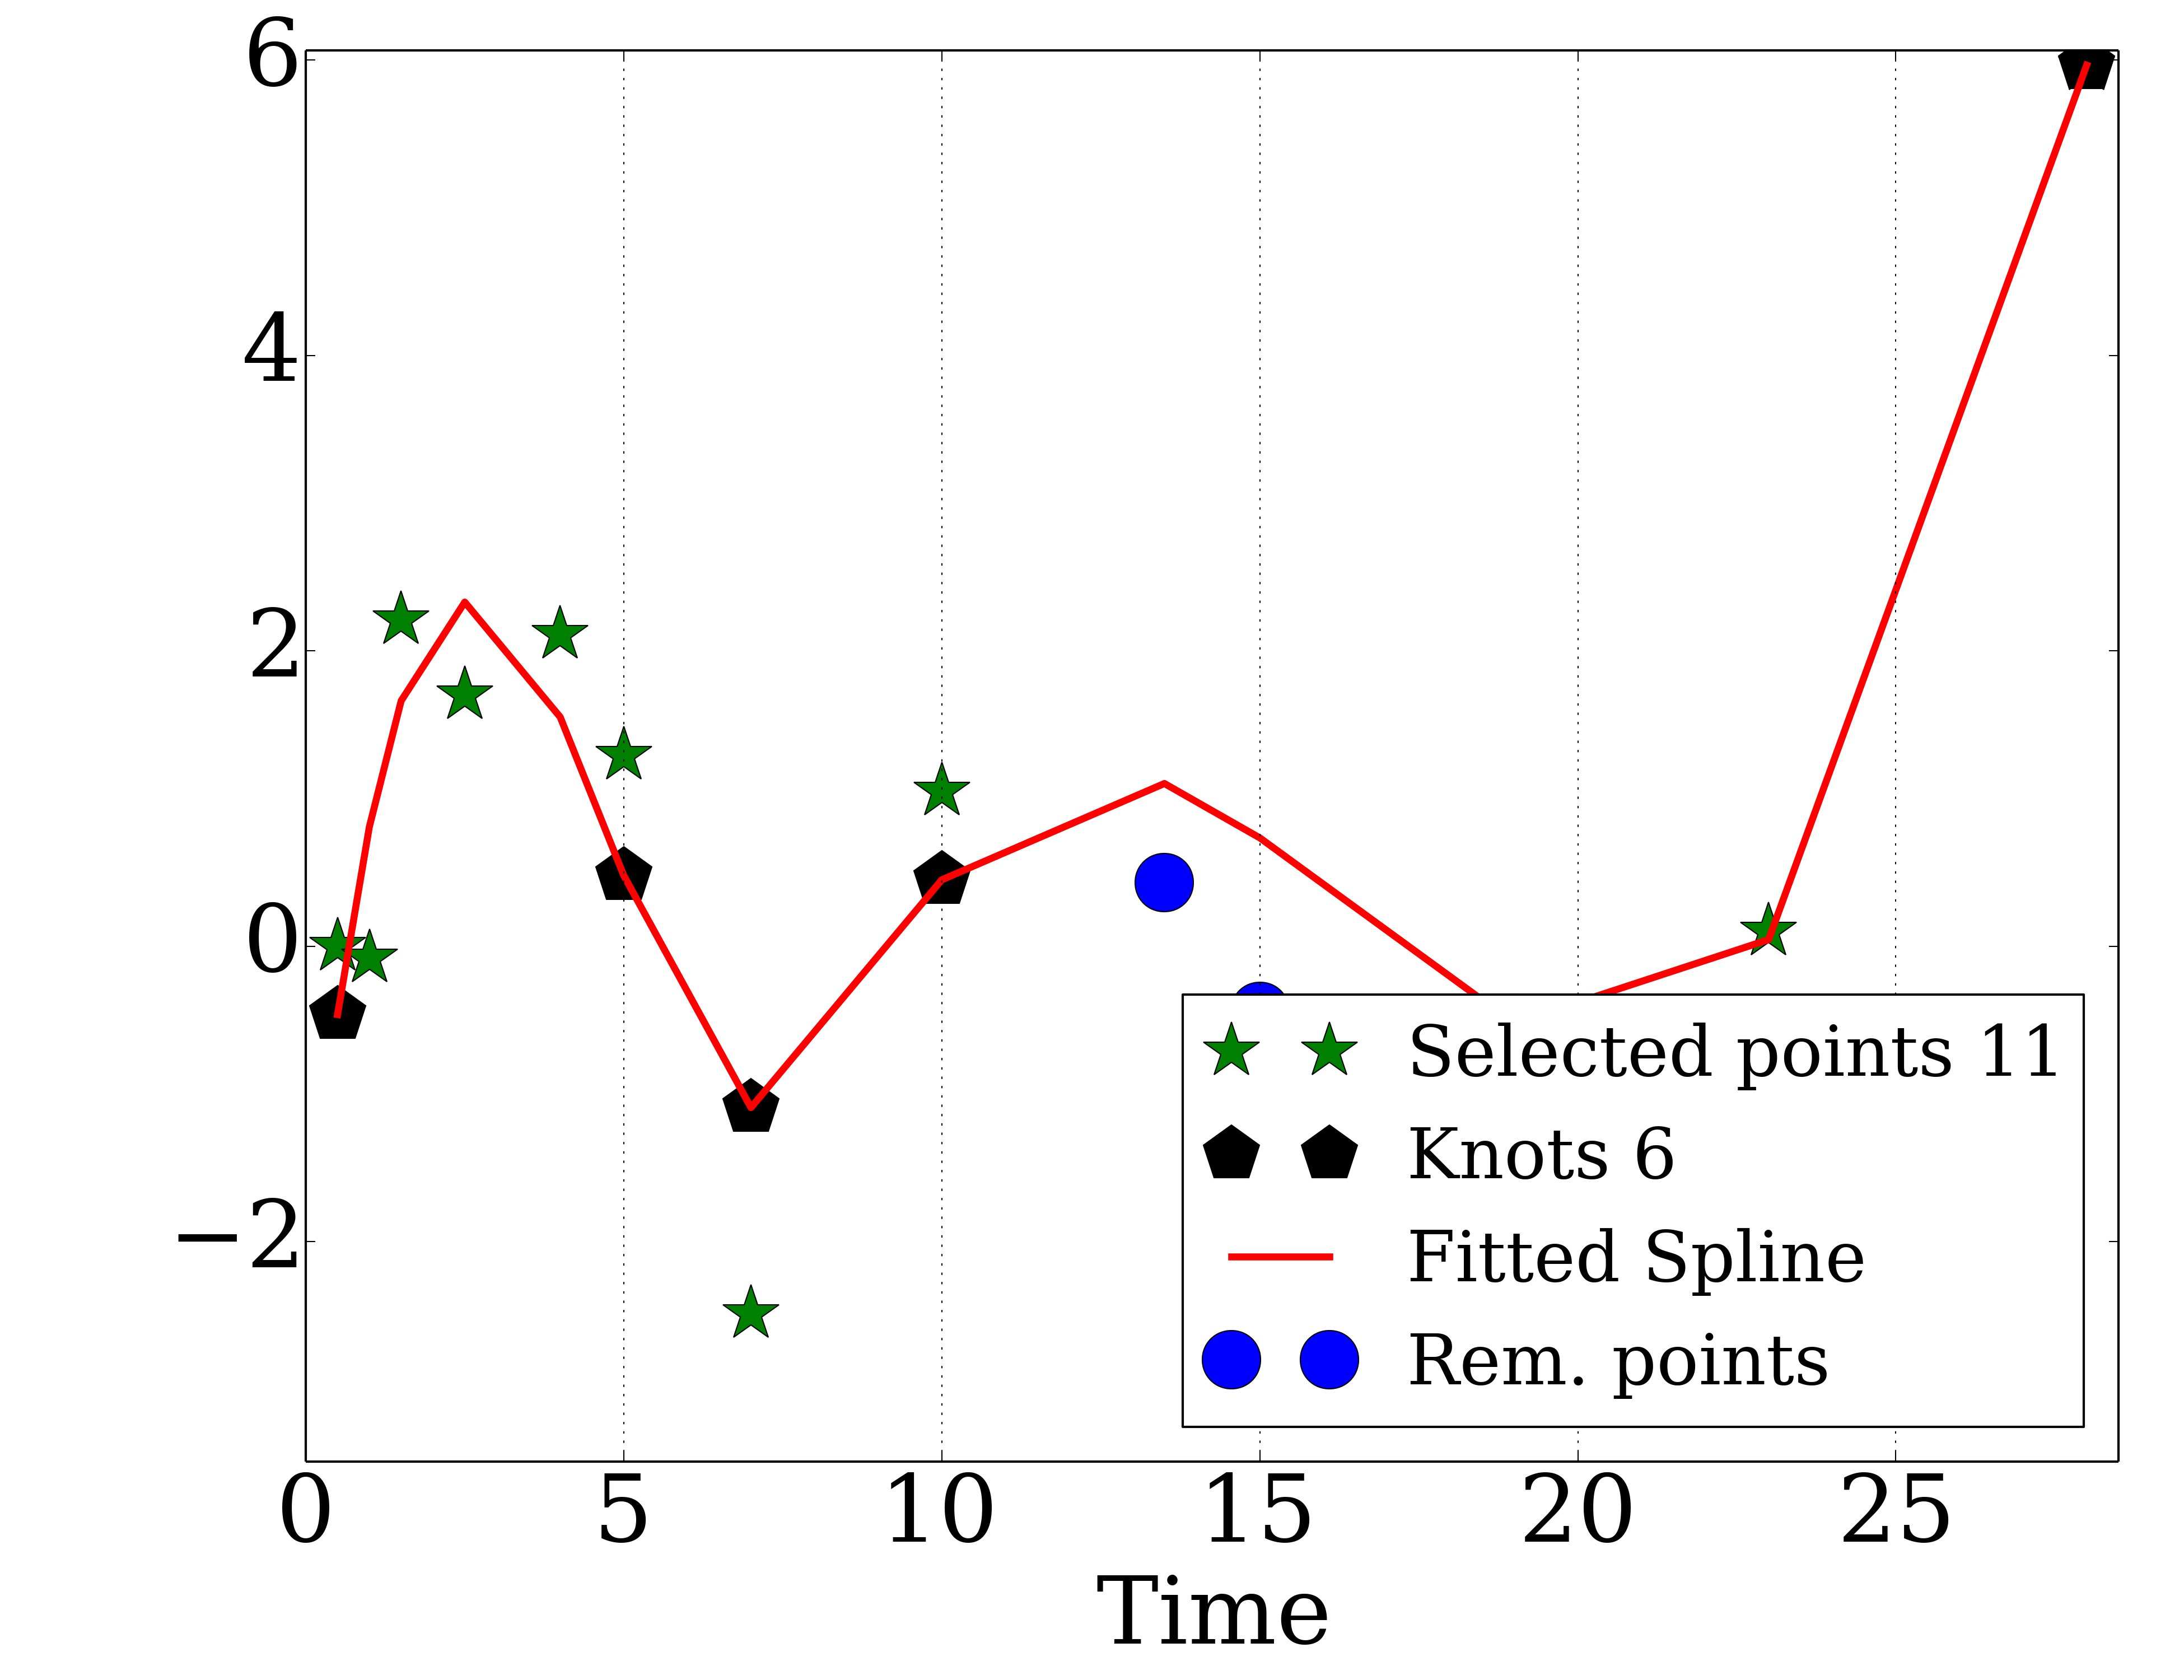 6
4
2
0
−2
0 5 10 15 20 25
Time
Selected points 11
Knots 6
Fitted Spline
Rem. points